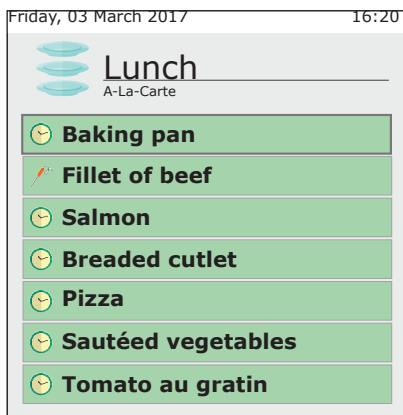 Friday, 03 March 2017 16:20
Lunch
A-La-Carte
Baking pan
Fillet of beef
Salmon
Breaded cutlet
Pizza
Sautéed vegetables
Tomato au gratin